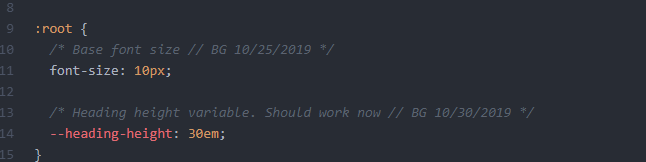 8
9 :root {
10 /* Base font size // BG 10/25/2019 */
11 font-size: 10px;
12
13 /* Heading height variable. Should work now // BG 10/30/2019 */
14 --heading-height: 30em;
15 }